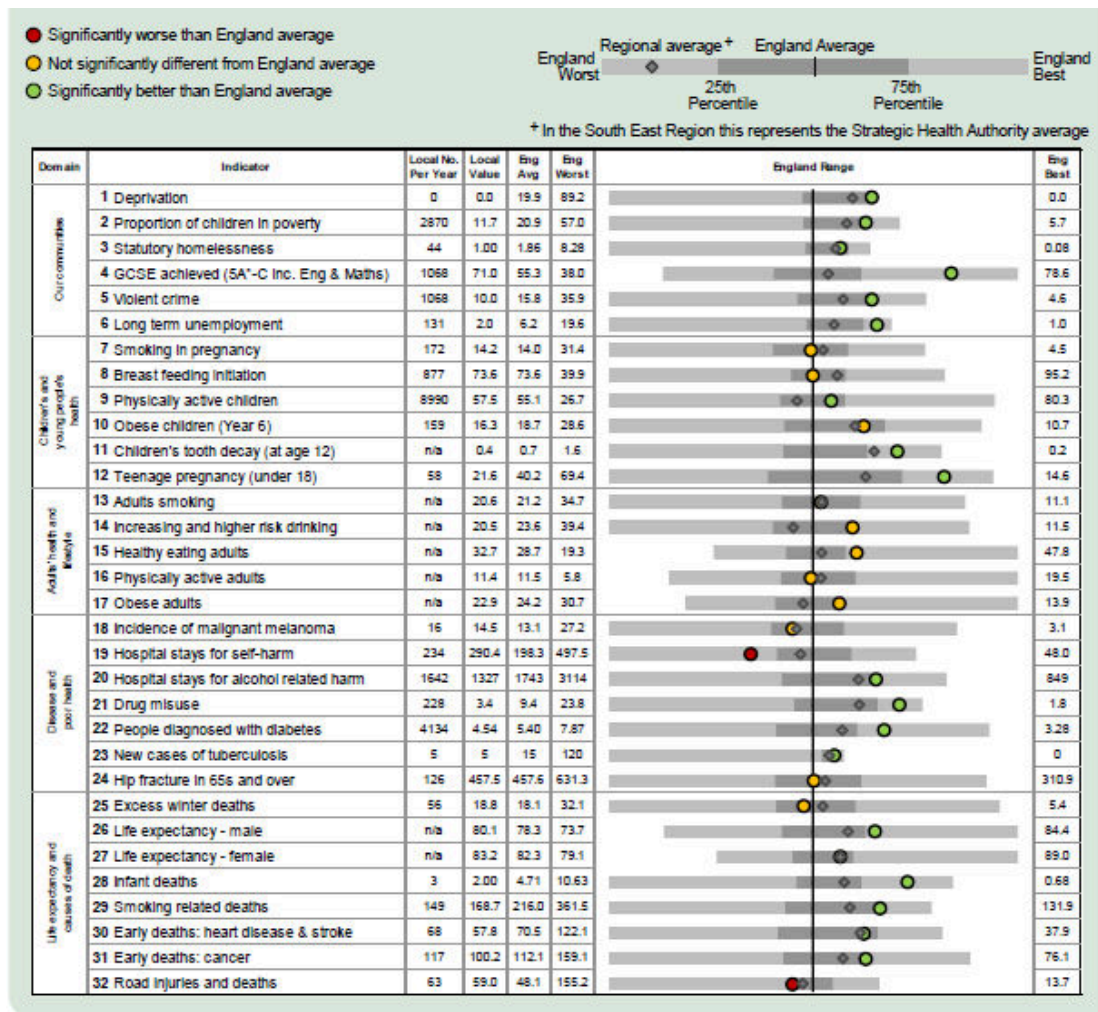 Significantly worse than England average
Not significantly different from England average
Significantly better than England average
Regional average+ England Average
England Worst
England Best
25th Percentile
75th Percentile
+ In the South East Region this represents the Strategic Health Authority average
Domain Indicator Local No. Per Year Local Value Eng Avg Eng Worst England Range Eng Best
Our communities
1 Deprivation 0 0.0 19.9 89.2 0.0
2 Proportion of children in poverty 2870 11.7 20.9 57.0 5.7
3 Statutory homelessness 44 1.00 1.86 8.28 0.08
4 GCSE achieved (5A*-C inc. Eng & Maths) 1068 71.0 55.3 38.0 78.6
5 Violent crime 1068 10.0 15.8 35.9 4.6
6 Long term unemployment 131 2.0 6.2 19.6 1.0
Children's and young people's health
7 Smoking in pregnancy 172 14.2 14.0 31.4 4.5
8 Breast feeding initiation 877 73.6 73.6 39.9 95.2
9 Physically active children 8990 57.5 55.1 26.7 80.3
10 Obese children (Year 6) 159 16.3 18.7 28.6 10.7
11 Children's tooth decay (at age 12) n/a 0.4 0.7 1.6 0.2
12 Teenage pregnancy (under 18) 58 21.6 40.2 69.4 14.6
Adults' health and lifestyle
13 Adults smoking n/a 20.6 21.2 34.7 11.1
14 Increasing and higher risk drinking n/a 20.5 23.6 39.4 11.5
15 Healthy eating adults n/a 32.7 28.7 19.3 47.8
16 Physically active adults n/a 11.4 11.5 5.8 19.5
17 Obese adults n/a 22.9 24.2 30.7 13.9
Disease and poor health
18 Incidence of malignant melanoma 16 14.5 13.1 27.2 3.1
19 Hospital stays for self-harm 234 290.4 198.3 497.5 48.0
20 Hospital stays for alcohol related harm 1642 1327 1743 3114 849
21 Drug misuse 228 3.4 9.4 23.8 1.8
22 People diagnosed with diabetes 4134 4.54 5.40 7.87 3.28
23 New cases of tuberculosis 5 5 15 120 0
24 Hip fracture in 65s and over 126 457.5 457.6 631.3 310.9
Life expectancy and causes of death
25 Excess winter deaths 56 18.8 18.1 32.1 5.4
26 Life expectancy - male n/a 80.1 78.3 73.7 84.4
27 Life expectancy - female n/a 83.2 82.3 79.1 89.0
28 Infant deaths 3 2.00 4.71 10.63 0.68
29 Smoking related deaths 149 168.7 216.0 361.5 131.9
30 Early deaths: heart disease & stroke 68 57.8 70.5 122.1 37.9
31 Early deaths: cancer 117 100.2 112.1 159.1 76.1
32 Road injuries and deaths 63 59.0 48.1 155.2 13.7